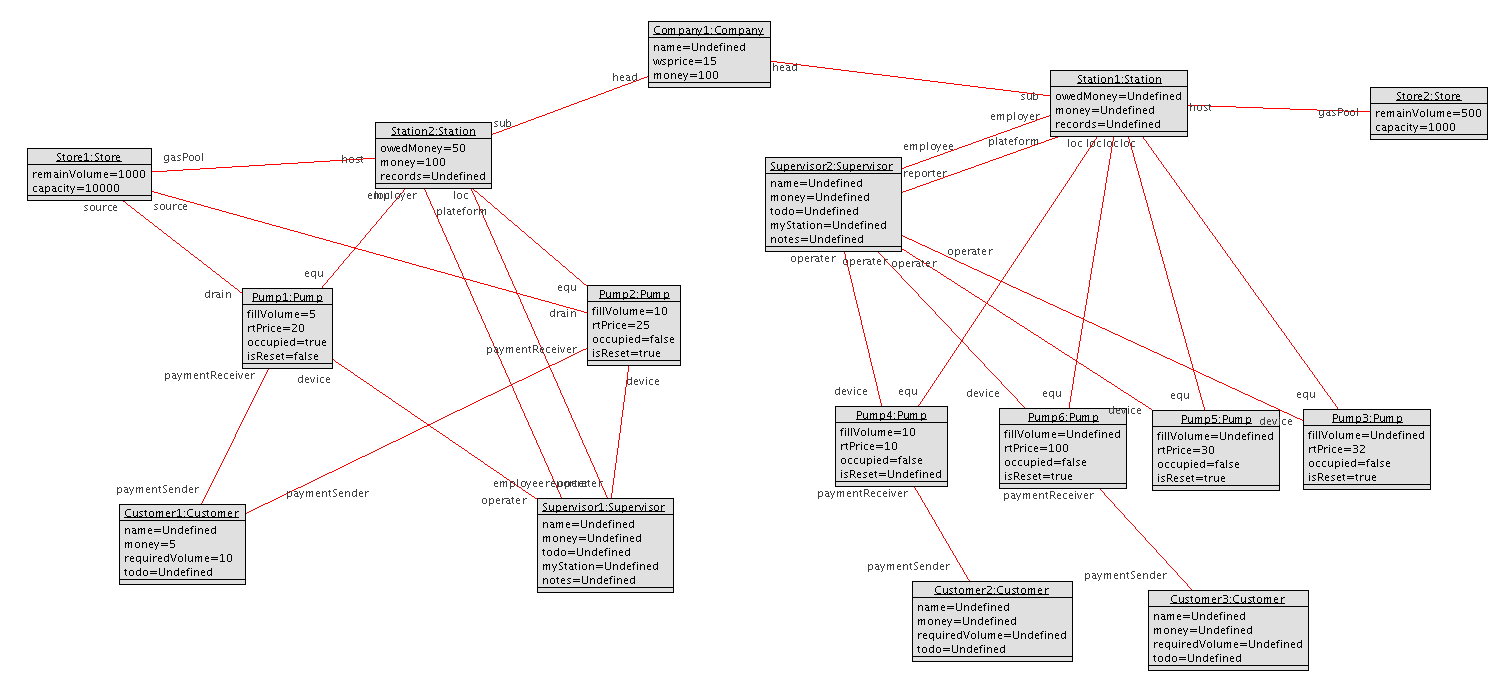 Company1:Company
name=Undefined
wsprice=15
money=100
head
head
Station1:Station
owedMoney=Undefined
money=Undefined
records=Undefined
sub
employer
plateform
host
gasPool
Store2:Store
remainVolume=500
capacity=1000
loc
loc
loc
loc
sub
Station2:Station
owedMoney=50
money=100
records=Undefined
gasPool
host
Store1:Store
remainVolume=1000
capacity=10000
source
source
employer
loc
loc
plateform
employee
reporter
Supervisor2:Supervisor
name=Undefined
money=Undefined
todo=Undefined
myStation=Undefined
notes=Undefined
operater
operater
operater
operater
equ
drain
Pump1:Pump
fillVolume=5
rtPrice=20
occupied=true
isReset=false
paymentReceiver
device
equ
drain
Pump2:Pump
fillVolume=10
rtPrice=25
occupied=false
isReset=true
paymentReceiver
device
device
equ
Pump4:Pump
fillVolume=10
rtPrice=10
occupied=false
isReset=Undefined
paymentReceiver
device
equ
Pump6:Pump
fillVolume=Undefined
rtPrice=100
occupied=false
isReset=true
paymentReceiver
device
equ
Pump5:Pump
fillVolume=Undefined
rtPrice=30
occupied=false
isReset=true
device
equ
Pump3:Pump
fillVolume=Undefined
rtPrice=32
occupied=false
isReset=true
paymentSender
paymentSender
Customer1:Customer
name=Undefined
money=5
requiredVolume=10
todo=Undefined
employee
reporter
operater
operater
Supervisor1:Supervisor
name=Undefined
money=Undefined
todo=Undefined
myStation=Undefined
notes=Undefined
paymentSender
Customer2:Customer
name=Undefined
money=Undefined
requiredVolume=Undefined
todo=Undefined
paymentSender
Customer3:Customer
name=Undefined
money=Undefined
requiredVolume=Undefined
todo=Undefined